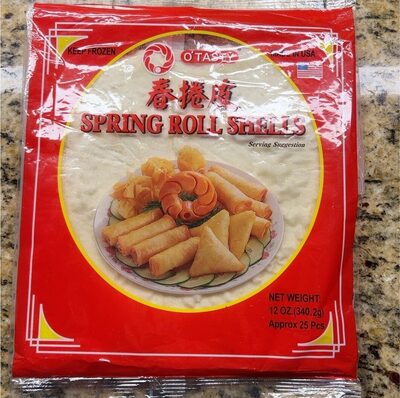 KEEP FROZEN
O'TASTY
MADE IN USA
春捲皮
SPRING ROLL SHELLS
Serving Suggestion
NET WEIGHT:
12 OZ.(340.2g)
Approx 25 Pcs